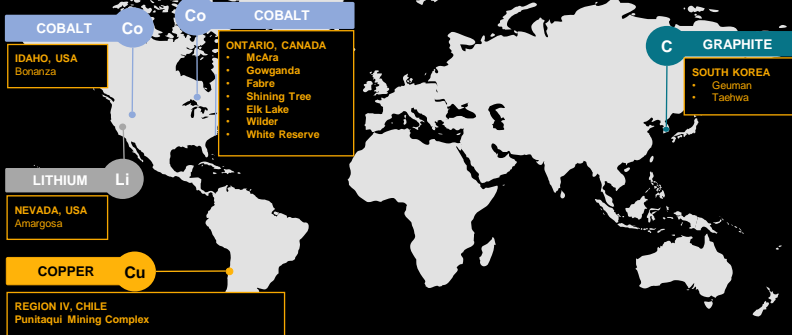 COBALT Co
IDAHO, USA
Bonanza
Co COBALT
ONTARIO, CANADA
• McAra
• Gowganda
• Fabre
• Shining Tree
• Elk Lake
• Wilder
• White Reserve
C GRAPHITE
SOUTH KOREA
• Geuman
• Taehwa
LITHIUM Li
NEVADA, USA
Amargosa
COPPER Cu
REGION IV, CHILE
Punitaqui Mining Complex